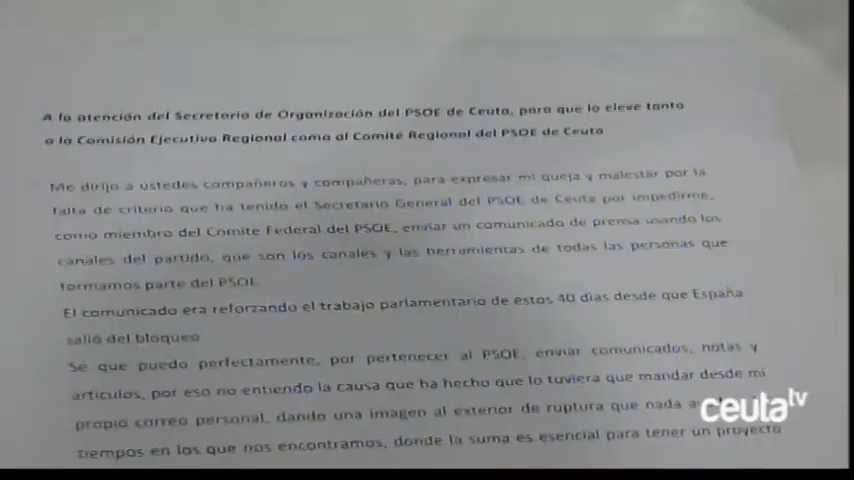 A la atención del Secretario de Organización del PSOE de Ceuta, para que lo eleve tanto
a la Comisión Ejecutiva Regional como al Comité Regional del PSOE de Ceuta
Me dirijo a ustedes compañeros y compañeras, para expresar mi queja y malestar por la
falta de criterio que ha tenido el Secretario General del PSOE de Ceuta por impedirme,
como miembro del Comité Federal del PSOE, enviar un comunicado de prensa usando los
canales del partido, que son los canales y las herramientas de todas las personas que
formamos parte del PSOE.
El comunicado era reforzando el trabajo parlamentario de estos 40 días desde que España
salió del bloqueo
Sé que puedo perfectamente, por pertenecer al PSOE, enviar comunicados, notas y
artículos, por eso no entiendo la causa que ha hecho que lo tuviera que mandar desde mi
propio correo personal, dando una imagen al exterior de ruptura que nada
tiempos en los que nos encontramos, donde la suma es esencial para tener un proyecto
ceuta tv